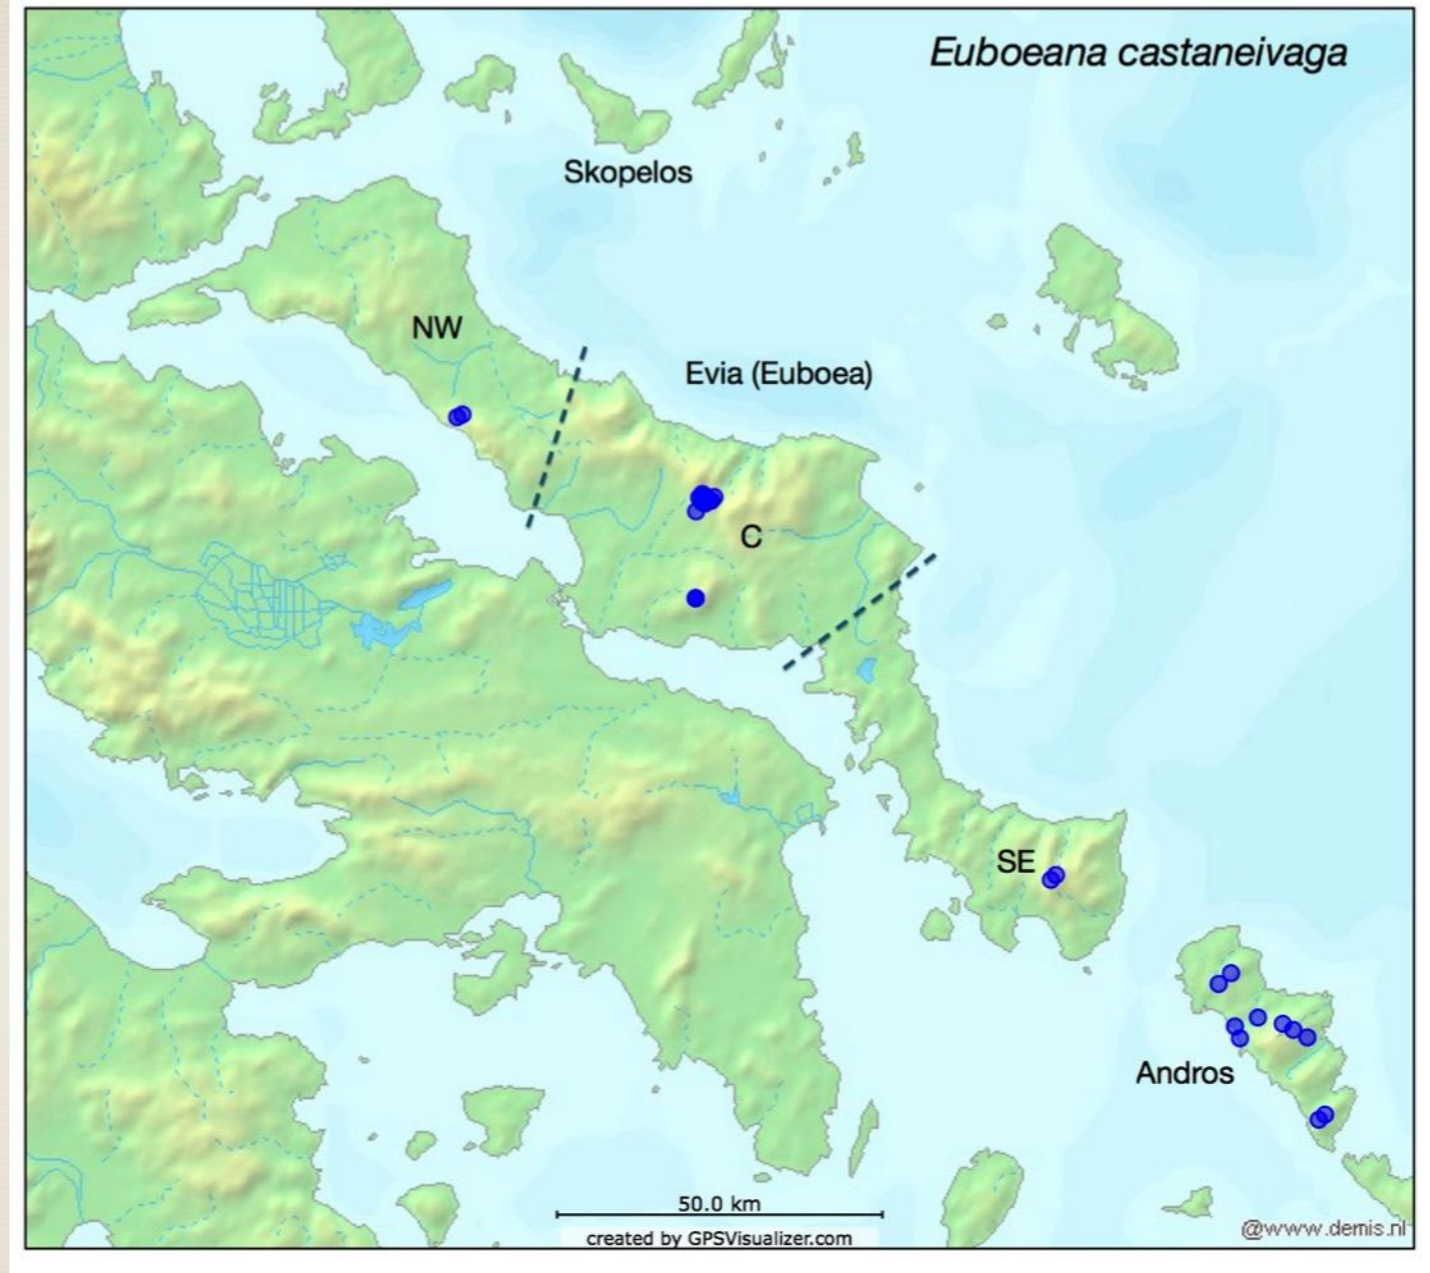 Euboeana castaneivaga
Skopelos
NW
Evia (Euboea)
C
SE
Andros
50.0 km
created by GPSVisualizer.com
@www.demis.nl